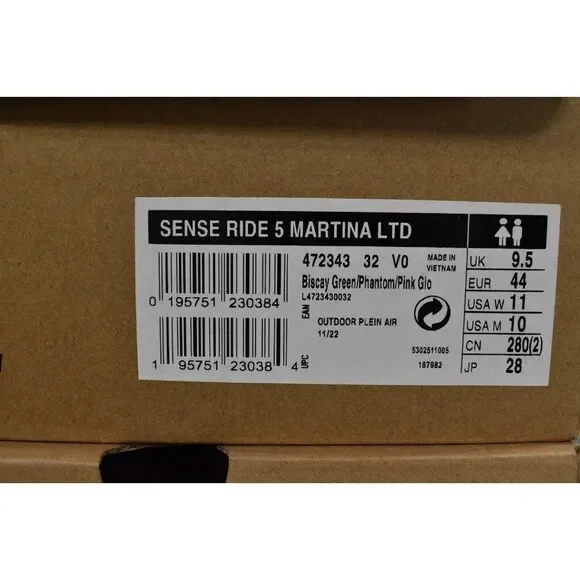 SENSE RIDE 5 MARTINA LTD
472343 32 V0
MADE IN
VIETNAM
Biscay Green/Phantom/Pink Glo
L4723430032
0 195751 230384
EAN
OUTDOOR PLEIN AIR
11/22
5302511005
187982
1 95751 23038 4
UPC
UK 9.5
EUR 44
USA W 11
USA M 10
CN 280(2)
JP 28